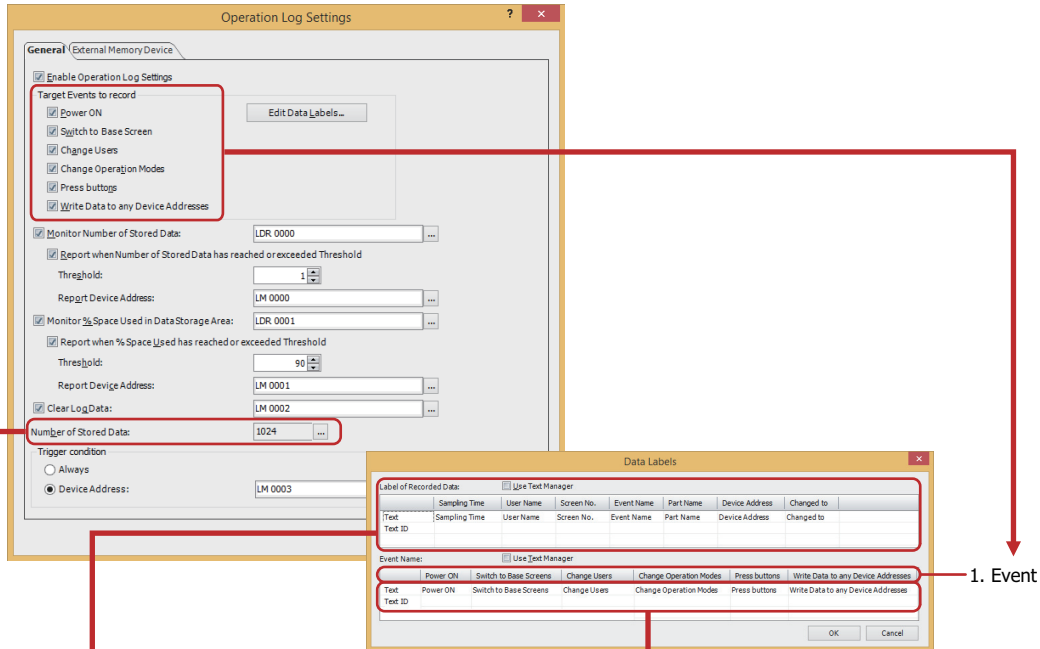 Operation Log Settings
? ×
General External Memory Device
Enable Operation Log Settings
Target Events to record
Power ON
Edit Data Labels...
Switch to Base Screen
Change Users
Change Operation Modes
Press buttons
Write Data to any Device Addresses
Monitor Number of Stored Data: LDR 0000 ...
Report when Number of Stored Data has reached or exceeded Threshold
Threshold: 1
Report Device Address: LM 0000 ...
Monitor % Space Used in Data Storage Area: LDR 0001 ...
Report when % Space Used has reached or exceeded Threshold
Threshold: 90
Report Device Address: LM 0001 ...
Clear Log Data: LM 0002 ...
Number of Stored Data: 1024 ...
Trigger condition
Always
Device Address: LM 0003
Data Labels ×
Label of Recorded Data: Use Text Manager
Sampling Time User Name Screen No. Event Name Part Name Device Address Changed to
Text Sampling Time User Name Screen No. Event Name Part Name Device Address Changed to
Text ID
Event Name: Use Text Manager
Power ON Switch to Base Screens Change Users Change Operation Modes Press buttons Write Data to any Device Addresses
1. Event
Text Power ON Switch to Base Screens Change Users Change Operation Modes Press buttons Write Data to any Device Addresses
Text ID
OK Cancel